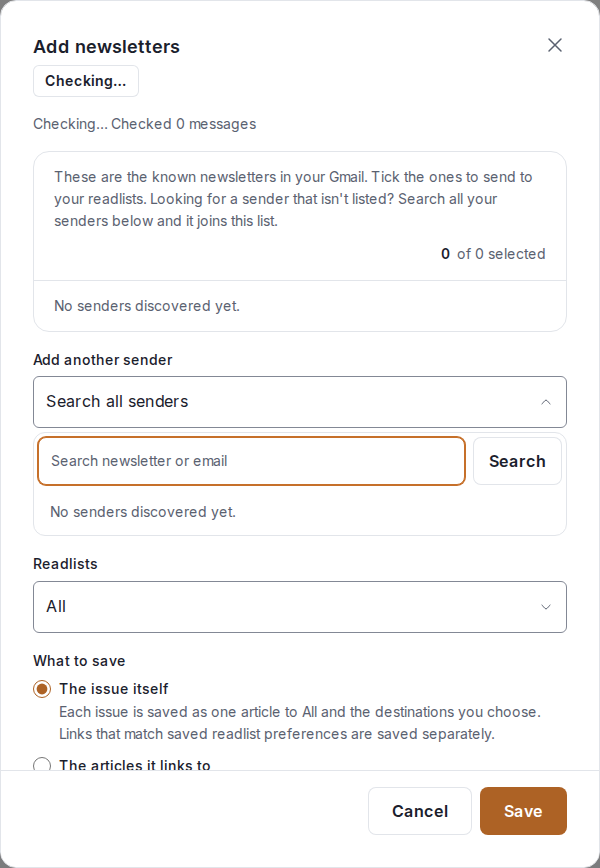 Add newsletters
Checking...
Checking... Checked 0 messages
These are the known newsletters in your Gmail. Tick the ones to send to
your readlists. Looking for a sender that isn't listed? Search all your
senders below and it joins this list.
0 of 0 selected
No senders discovered yet.
Add another sender
Search all senders
Search newsletter or email
Search
No senders discovered yet.
Readlists
All
What to save
The issue itself
Each issue is saved as one article to All and the destinations you choose.
Links that match saved readlist preferences are saved separately.
The articles it links to
Cancel
Save